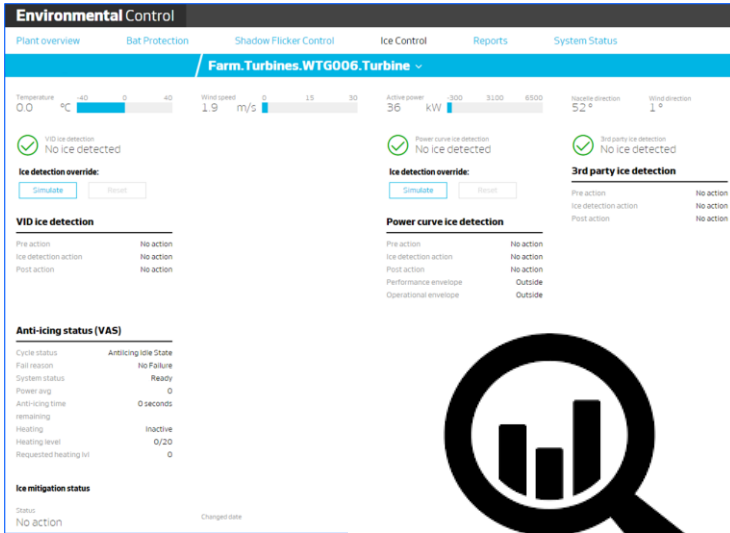 Environmental Control
Plant overview Bat Protection Shadow Flicker Control Ice Control Reports System Status
Farm.Turbines.WTG006.Turbine
Temperature -40 0 40 Wind speed 0 15 30 Active power -300 3100 6500 Nacelle direction Wind direction
0.0 °C 1.9 m/s 36 kW 52° 1°
VID ice detection Power curve ice detection 3rd party ice detection
No ice detected No ice detected No ice detected
Ice detection override: Ice detection override: 3rd party ice detection
Simulate Reset Simulate Reset
Pre action No action
Ice detection action No action
Post action No action
VID ice detection Power curve ice detection
Pre action No action Pre action No action
Ice detection action No action Ice detection action No action
Post action No action Post action No action
Performance envelope Outside
Operational envelope Outside
Anti-icing status (VAS)
Cycle status AntiIcing Idle State
Fail reason No Failure
System status Ready
Power avg 0
Anti-icing time 0 seconds
remaining
Heating Inactive
Heating level 0/20
Requested heating lvl 0
Ice mitigation status
Status Changed date
No action